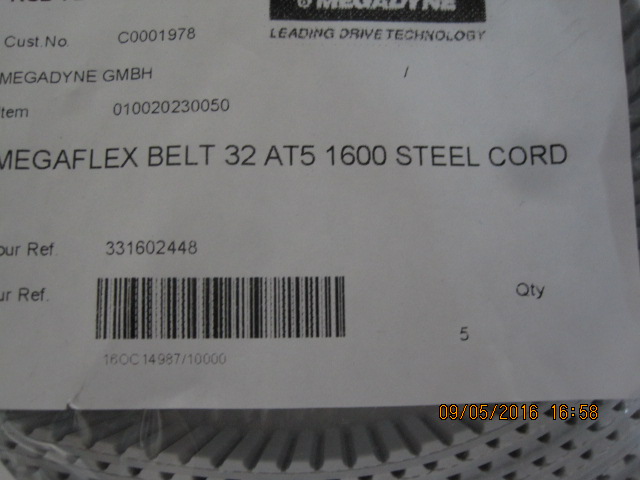 MEGADYNE
LEADING DRIVE TECHNOLOGY
Cust.No. C0001978
MEGADYNE GMBH /
Item 010020230050
MEGAFLEX BELT 32 AT5 1600 STEEL CORD
our Ref. 331602448
ur Ref.
Qty
5
16OC14987/10000
09/05/2016 16:58